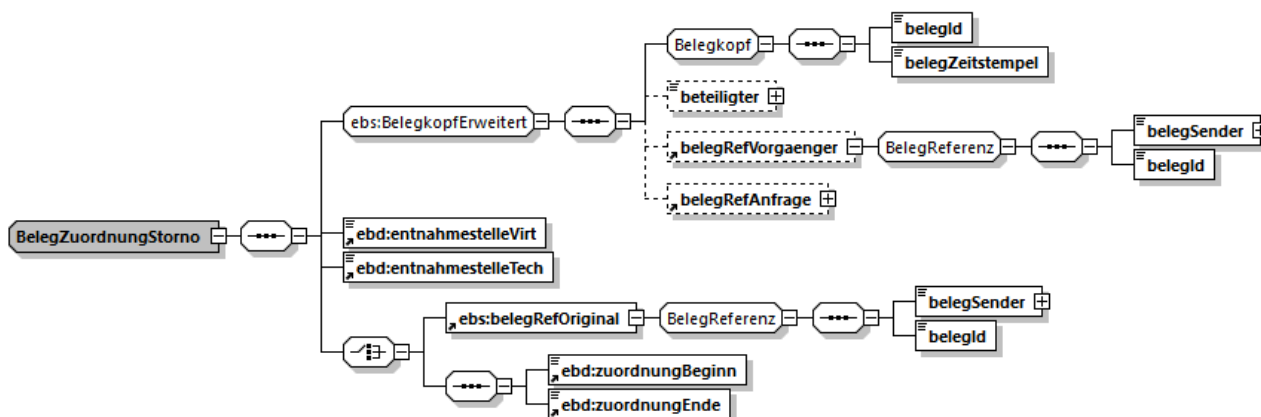 belegId
Belegkopf
belegZeitstempel
beteiligter
ebs:BelegkopfErweitert
belegSender
belegRefVorgaenger
BelegReferenz
belegId
belegRefAnfrage
BelegZuordnungStorno
ebd:entnahmestelleVirt
ebd:entnahmestelleTech
belegSender
ebs:belegRefOriginal
BelegReferenz
belegId
ebd:zuordnungBeginn
ebd:zuordnungEnde